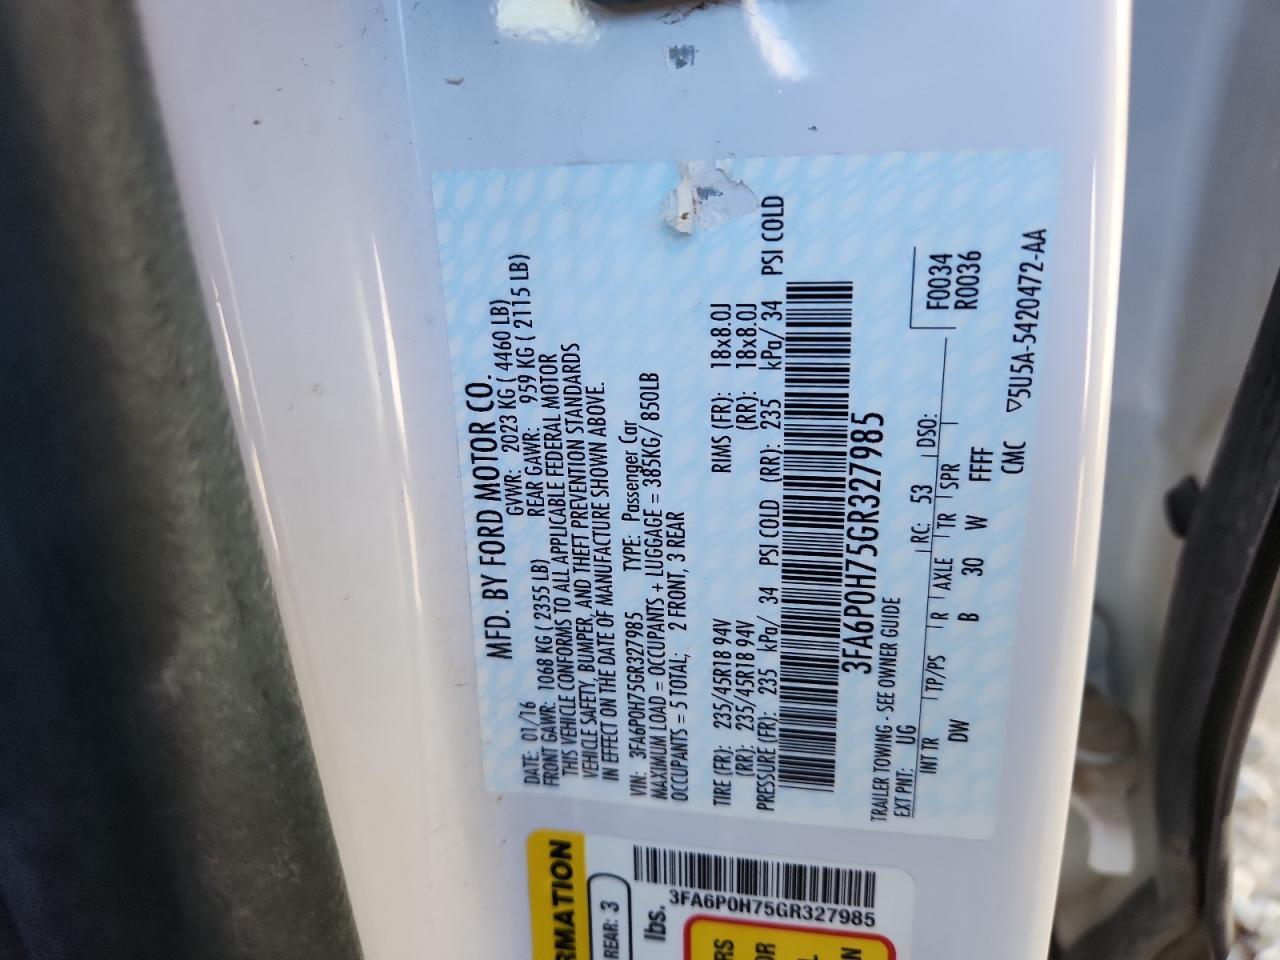 MFD. BY FORD MOTOR CO.
DATE: 01/16 GVWR: 2023 KG ( 4460 LB)
FRONT GAWR: 1068 KG ( 2355 LB) REAR GAWR: 959 KG ( 2115 LB)
THIS VEHICLE CONFORMS TO ALL APPLICABLE FEDERAL MOTOR
VEHICLE SAFETY, BUMPER, AND THEFT PREVENTION STANDARDS
IN EFFECT ON THE DATE OF MANUFACTURE SHOWN ABOVE.
VIN: 3FA6P0H75GR327985 TYPE: Passenger Car
MAXIMUM LOAD = OCCUPANTS + LUGGAGE = 385KG/ 850LB
OCCUPANTS = 5 TOTAL; 2 FRONT, 3 REAR
TIRE (FR): 235/45R18 94V RIMS (FR): 18x8.0J
(RR): 235/45R18 94V (RR): 18x8.0J
PRESSURE (FR): 235 kPa/ 34 PSI COLD (RR): 235 kPa/ 34 PSI COLD
3FA6P0H75GR327985
TRAILER TOWING - SEE OWNER GUIDE
EXT PNT: UG RC: 53 DSO: F0034
INT TR TP/PS R AXLE TR SPR R0036
DW B 30 W FFFF
CMC ▽5U5A-5420472-AA
RMATION
REAR: 3
lbs.
3FA6P0H75GR327985
RS
OR
L
N